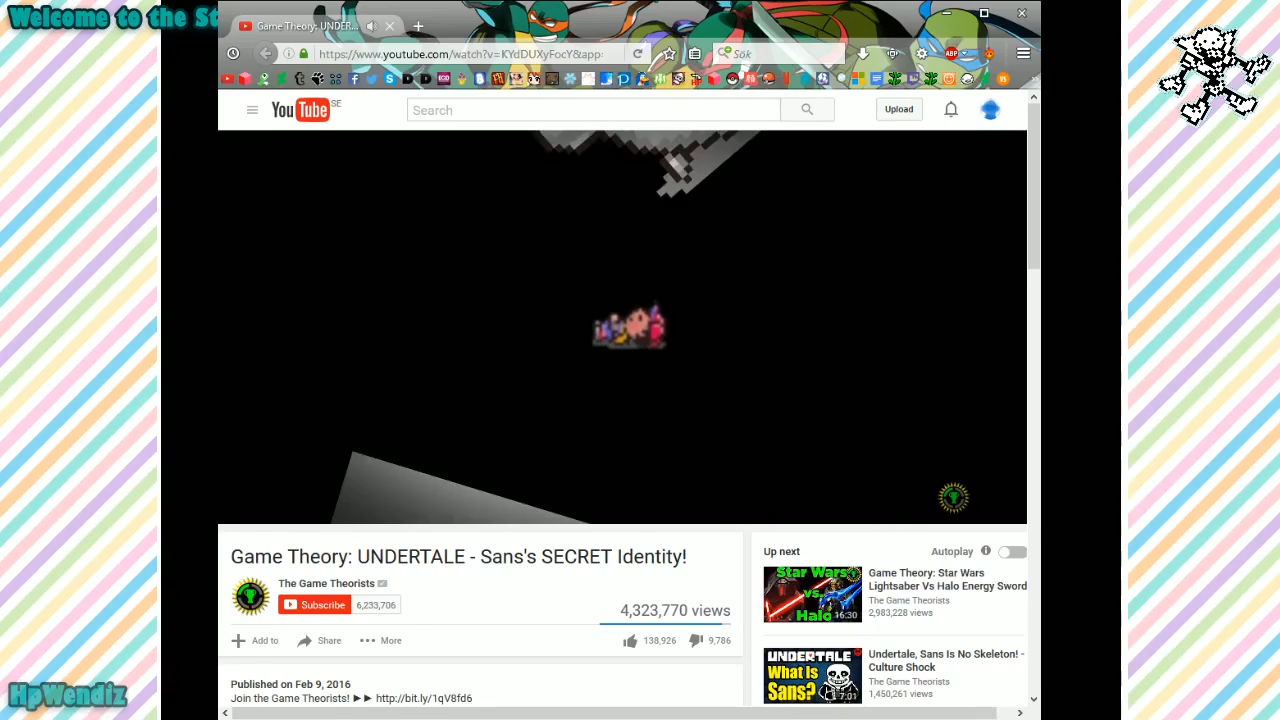 Welcome to the St
Game Theory: UNDER...
https://www.youtube.com/watch?v=KYdDUXyFocY&app=
Sök
ABP
YouTube SE
Search
Upload
Game Theory: UNDERTALE - Sans's SECRET Identity!
The Game Theorists
Subscribe 6,233,706
4,323,770 views
Add to Share More
138,926 9,786
Published on Feb 9, 2016
Join the Game Theorists! ►► http://bit.ly/1qV8fd6
Up next Autoplay
Star Wars
vs.
Halo
16:30
Game Theory: Star Wars
Lightsaber Vs Halo Energy Sword
The Game Theorists
2,983,228 views
UNDERTALE
What Is
Sans?
17:01
Undertale, Sans Is No Skeleton! -
Culture Shock
The Game Theorists
1,450,261 views
HpWendiz